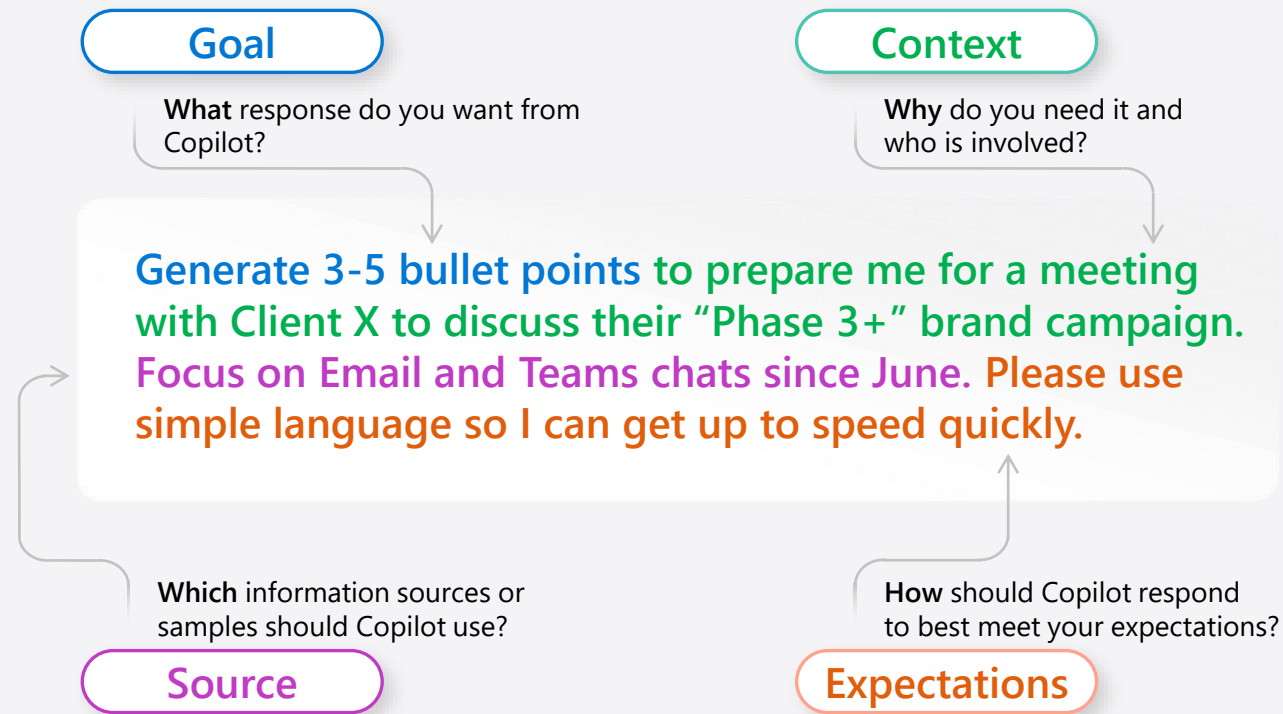 Goal
What response do you want from
Copilot?
Context
Why do you need it and
who is involved?
Generate 3-5 bullet points to prepare me for a meeting
with Client X to discuss their “Phase 3+” brand campaign.
Focus on Email and Teams chats since June. Please use
simple language so I can get up to speed quickly.
Which information sources or
samples should Copilot use?
Source
How should Copilot respond
to best meet your expectations?
Expectations